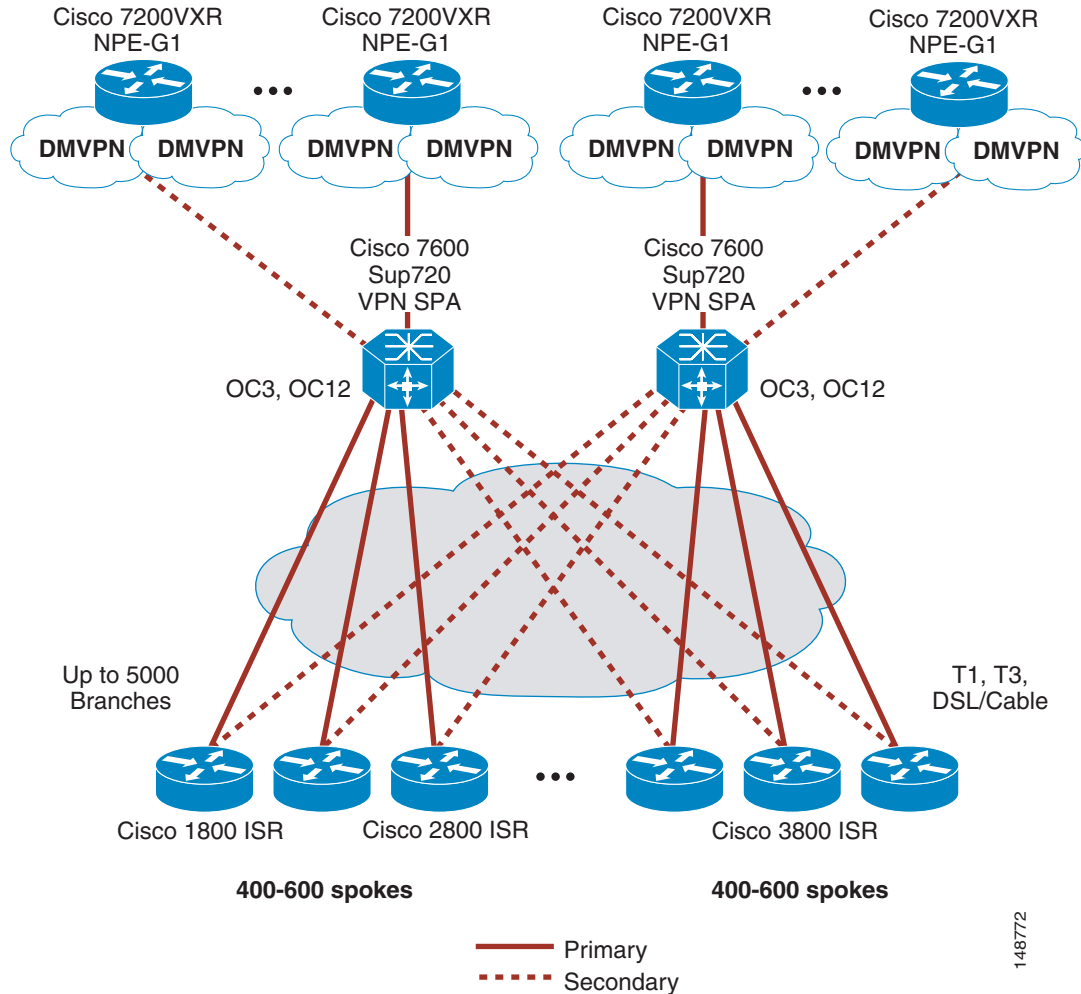 Cisco 7200VXR
NPE-G1
Cisco 7200VXR
NPE-G1
Cisco 7200VXR
NPE-G1
Cisco 7200VXR
NPE-G1
DMVPN
DMVPN
DMVPN
DMVPN
DMVPN
DMVPN
DMVPN
DMVPN
Cisco 7600
Sup720
VPN SPA
Cisco 7600
Sup720
VPN SPA
OC3, OC12
OC3, OC12
Up to 5000
Branches
T1, T3,
DSL/Cable
Cisco 1800 ISR
Cisco 2800 ISR
Cisco 3800 ISR
400-600 spokes
400-600 spokes
Primary
Secondary
148772